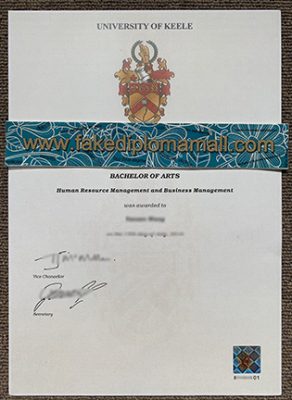 UNIVERSITY OF KEELE
www.fakediplomamall.com
BACHELOR OF ARTS
Human Resource Management and Business Management
was awarded to
Vice Chancellor
Secretary